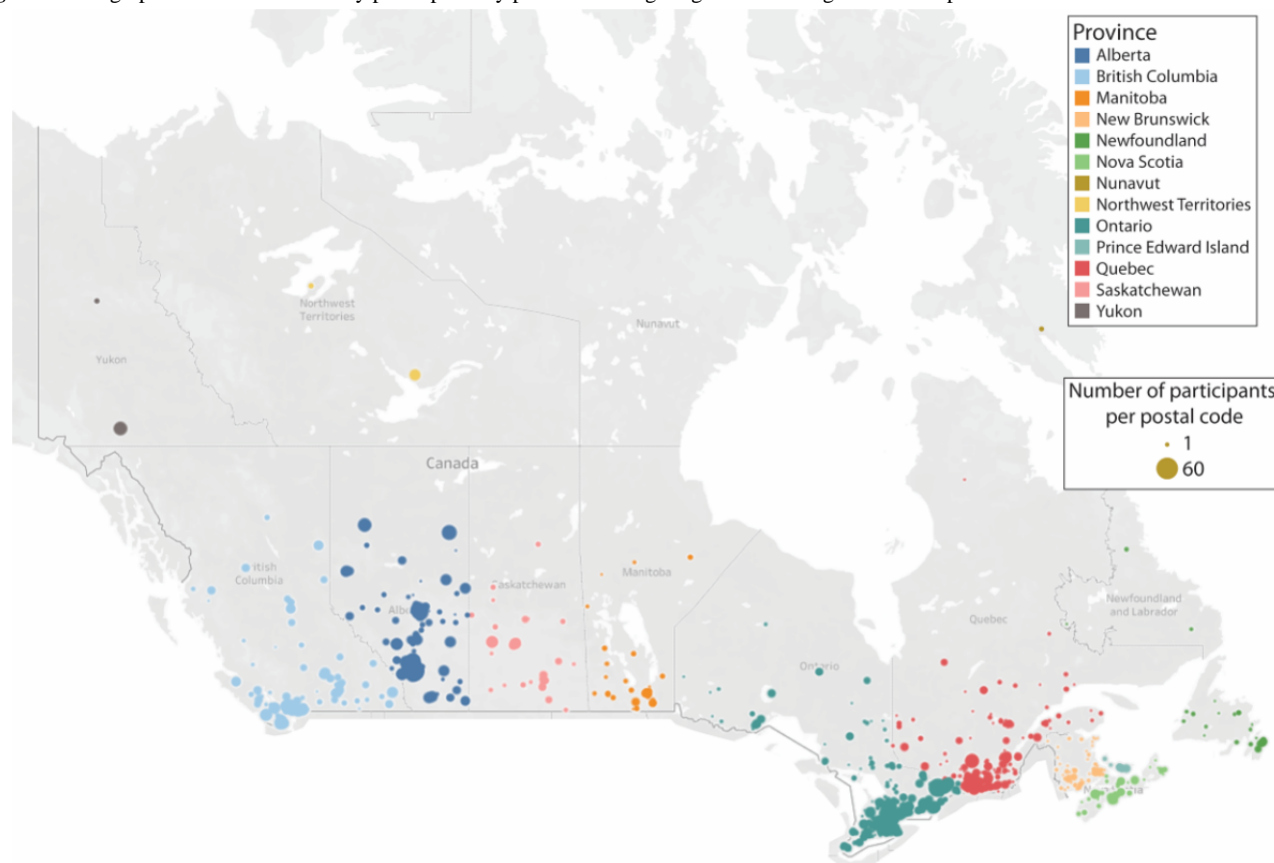 Province
Alberta
British Columbia
Manitoba
New Brunswick
Newfoundland
Nova Scotia
Nunavut
Northwest Territories
Ontario
Prince Edward Island
Quebec
Saskatchewan
Yukon
Number of participants
per postal code
1
60
Northwest
Territories
Nunavut
Yukon
Canada
British
Columbia
Alberta
Saskatchewan
Manitoba
Ontario
Quebec
Newfoundland
and Labrador